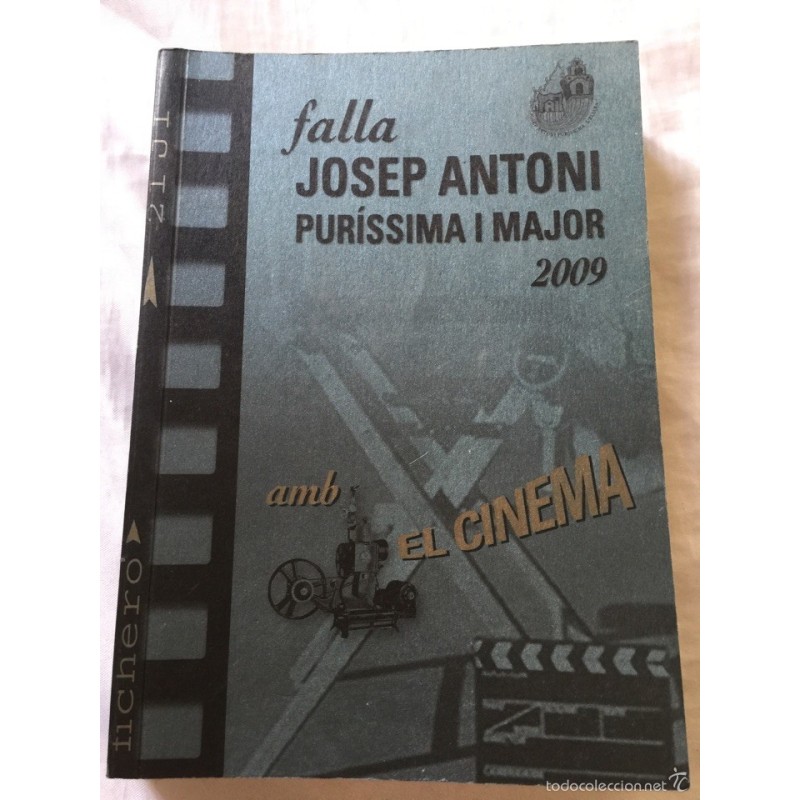 falla
JOSEP ANTONI
PURÍSSIMA I MAJOR
2009
amb
EL CINEMA
fichero
todocoleccion.net